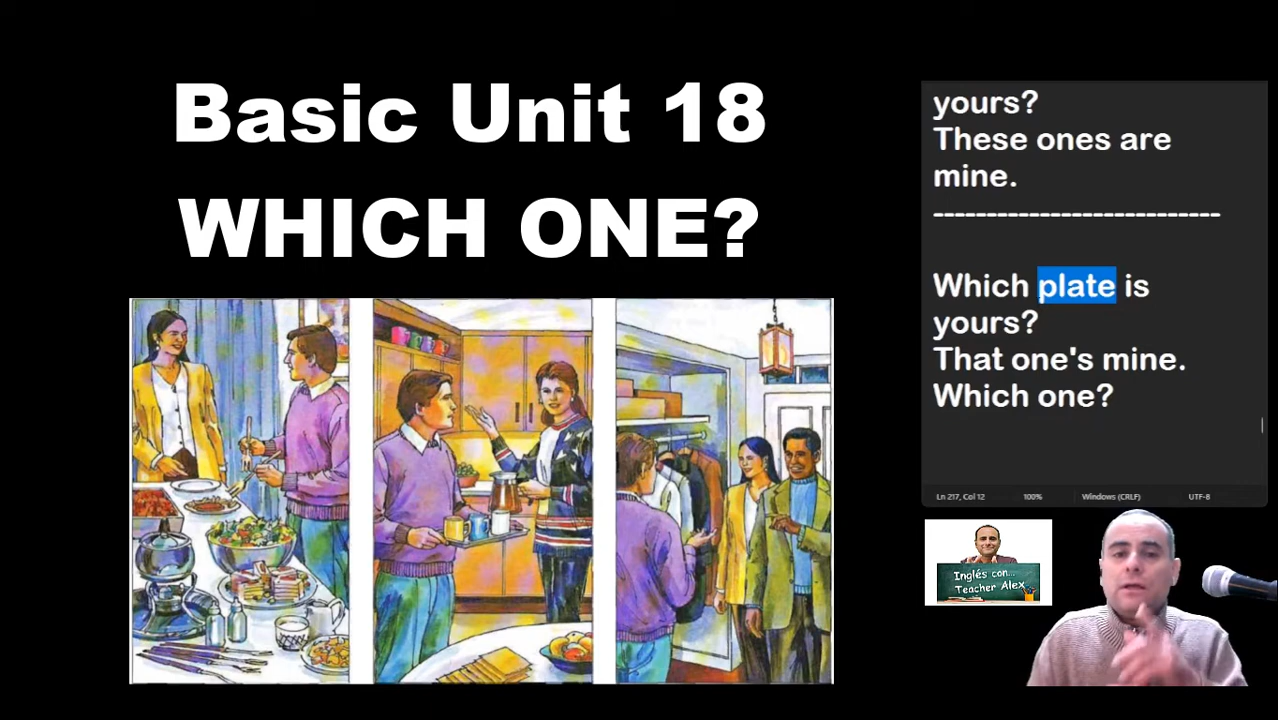 Basic Unit 18
WHICH ONE?
yours?
These ones are
mine.
---------------------------
Which plate is
yours?
That one's mine.
Which one?
Ln 217, Col 12
100%
Windows (CRLF)
UTF-8
Inglés con...
Teacher Alex